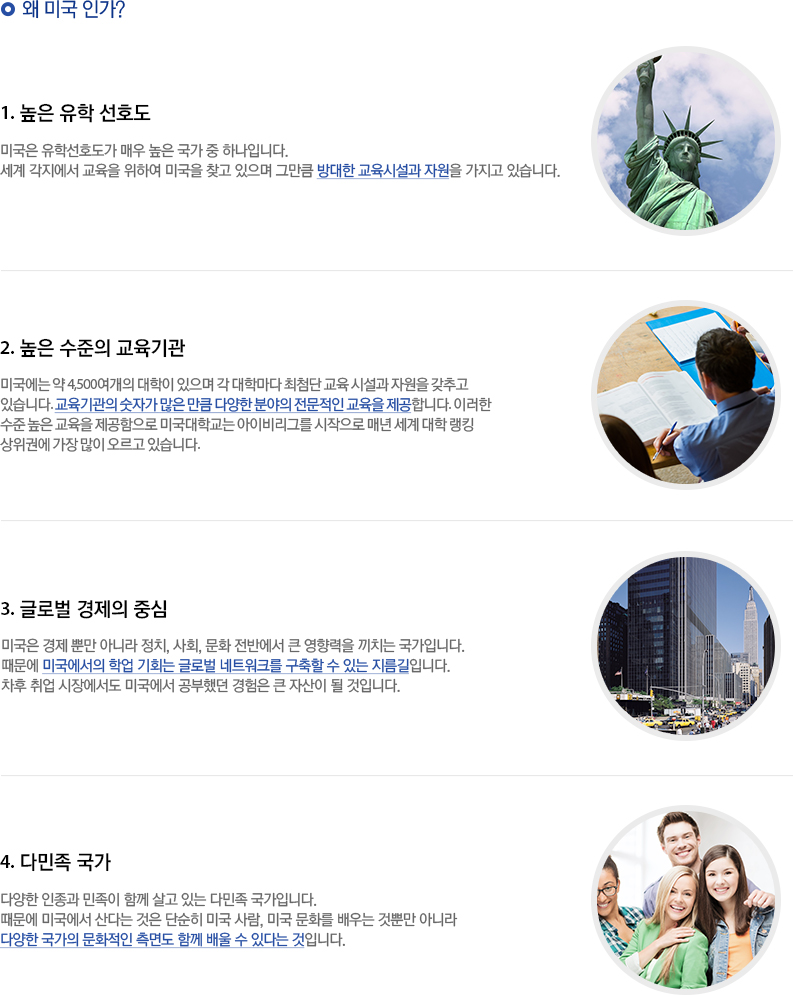 왜 미국 인가?
1. 높은 유학 선호도
미국은 유학선호도가 매우 높은 국가 중 하나입니다.
세계 각지에서 교육을 위하여 미국을 찾고 있으며 그만큼 방대한 교육시설과 자원을 가지고 있습니다.
2. 높은 수준의 교육기관
미국에는 약 4,500여개의 대학이 있으며 각 대학마다 최첨단 교육 시설과 자원을 갖추고
있습니다. 교육기관의 숫자가 많은 만큼 다양한 분야의 전문적인 교육을 제공합니다. 이러한
수준 높은 교육을 제공함으로 미국대학교는 아이비리그를 시작으로 매년 세계 대학 랭킹
상위권에 가장 많이 오르고 있습니다.
3. 글로벌 경제의 중심
미국은 경제 뿐만 아니라 정치, 사회, 문화 전반에서 큰 영향력을 끼치는 국가입니다.
때문에 미국에서의 학업 기회는 글로벌 네트워크를 구축할 수 있는 지름길입니다.
차후 취업 시장에서도 미국에서 공부했던 경험은 큰 자산이 될 것입니다.
4. 다민족 국가
다양한 인종과 민족이 함께 살고 있는 다민족 국가입니다.
때문에 미국에서 산다는 것은 단순히 미국 사람, 미국 문화를 배우는 것뿐만 아니라
다양한 국가의 문화적인 측면도 함께 배울 수 있다는 것입니다.